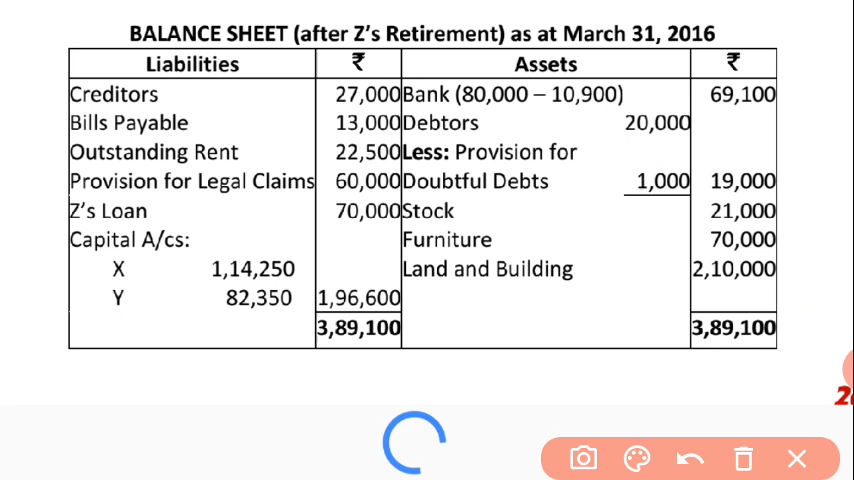 BALANCE SHEET (after Z’s Retirement) as at March 31, 2016
Liabilities ₹ Assets ₹
Creditors 27,000 Bank (80,000 – 10,900) 69,100
Bills Payable 13,000 Debtors 20,000
Outstanding Rent 22,500 Less: Provision for
Provision for Legal Claims 60,000 Doubtful Debts 1,000 19,000
Z’s Loan 70,000 Stock 21,000
Capital A/cs: Furniture 70,000
X 1,14,250 Land and Building 2,10,000
Y 82,350 1,96,600
3,89,100 3,89,100